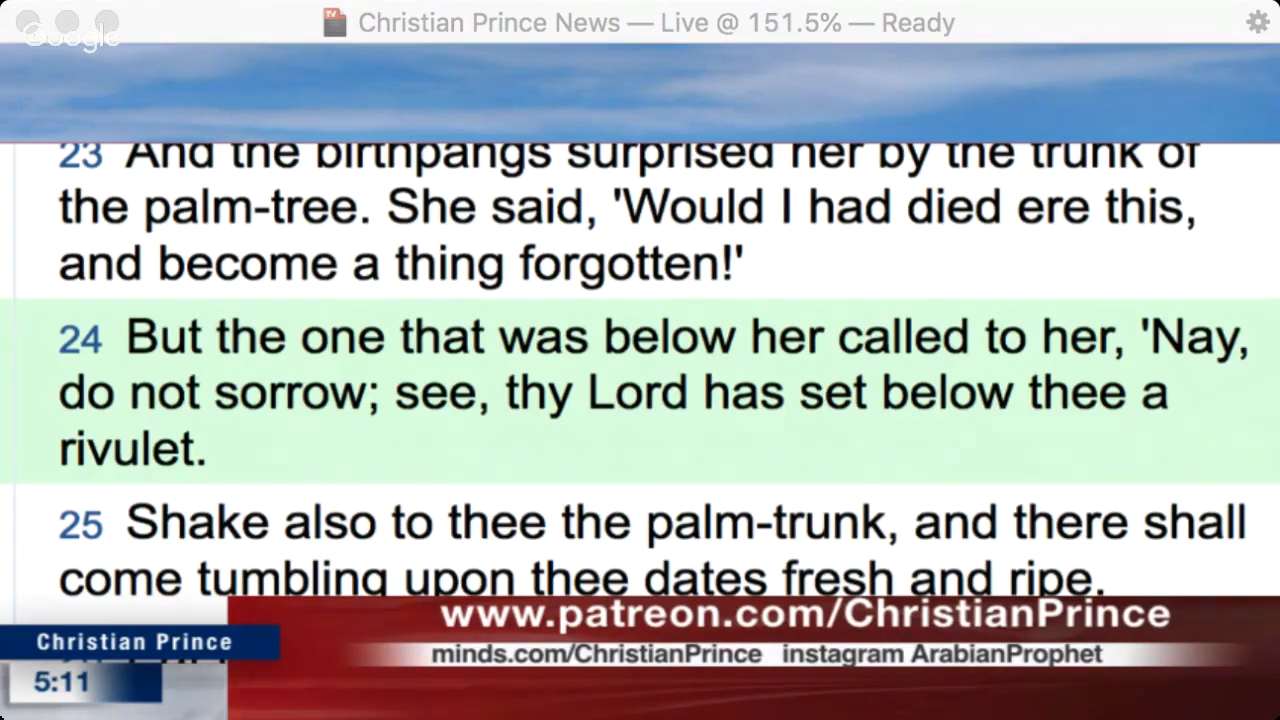 Christian Prince News — Live @ 151.5% — Ready
Google
23 And the birthpangs surprised her by the trunk of
the palm-tree. She said, 'Would I had died ere this,
and become a thing forgotten!'
24 But the one that was below her called to her, 'Nay,
do not sorrow; see, thy Lord has set below thee a
rivulet.
25 Shake also to thee the palm-trunk, and there shall
come tumbling upon thee dates fresh and ripe.
www.patreon.com/ChristianPrince
Christian Prince
minds.com/ChristianPrince instagram ArabianProphet
5:11